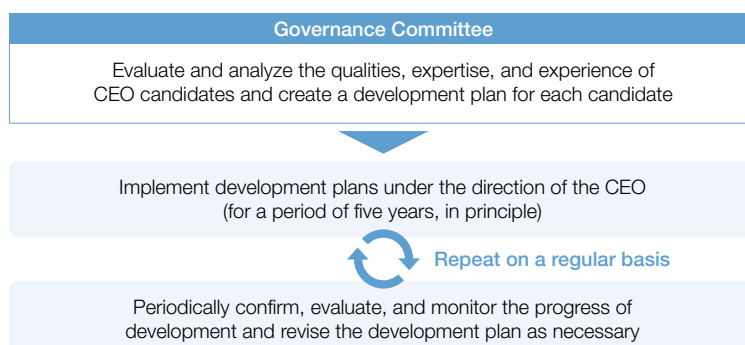 Governance Committee
Evaluate and analyze the qualities, expertise, and experience of
CEO candidates and create a development plan for each candidate
Implement development plans under the direction of the CEO
(for a period of five years, in principle)
Repeat on a regular basis
Periodically confirm, evaluate, and monitor the progress of
development and revise the development plan as necessary